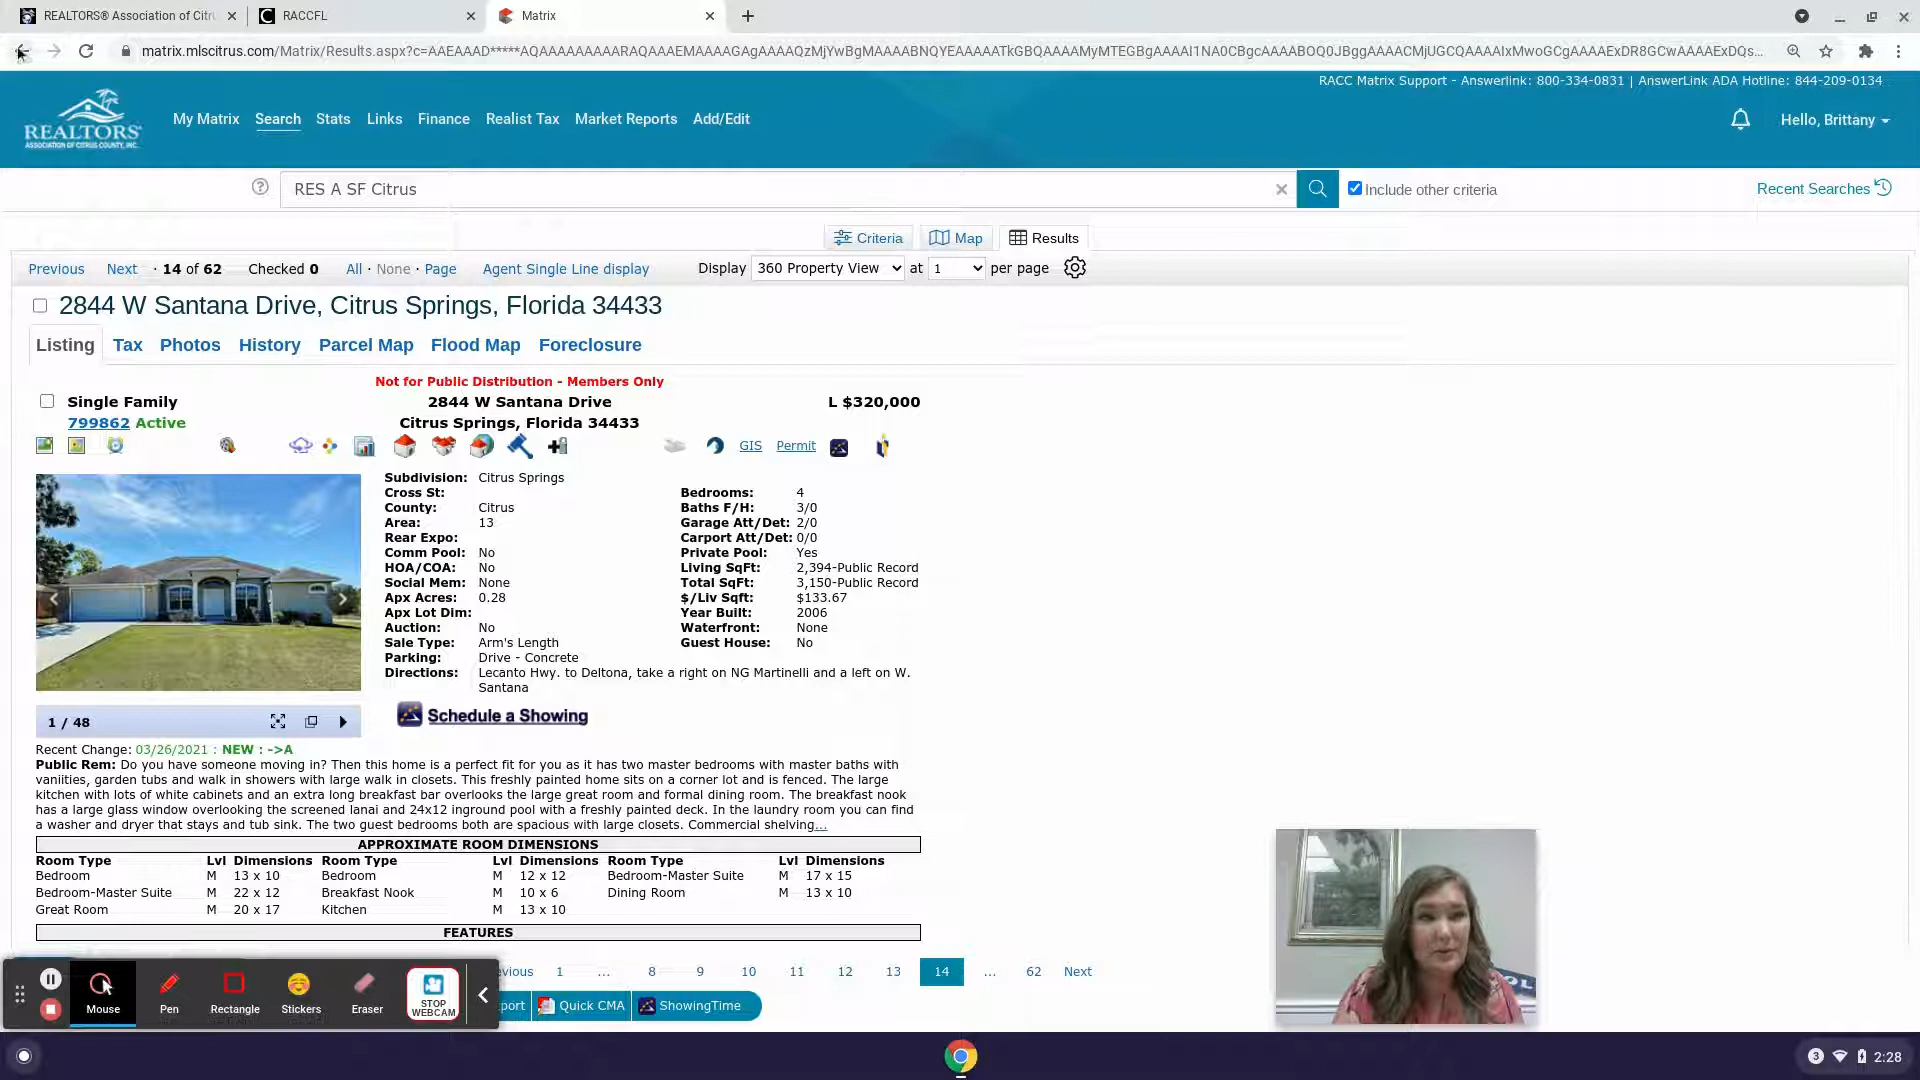 REALTORS® Association of Citru
RACCFL
Matrix
matrix.mlscitrus.com/Matrix/Results.aspx?c=AAEAAAD*****AQAAAAAAAAARAQAAAEMAAAAGAgAAAAQzMjYwBgMAAAABNQYEAAAAATkGBQAAAAMyMTEGBgAAAAI1NA0CBgcAAAABOQ0JBggAAAACMjUGCQAAAAIxMwoGCgAAAAExDR8GCwAAAAExDQs...
RACC Matrix Support - Answerlink: 800-334-0831 | AnswerLink ADA Hotline: 844-209-0134
REALTORS
ASSOCIATION OF CITRUS COUNTY, INC.
My Matrix Search Stats Links Finance Realist Tax Market Reports Add/Edit
Hello, Brittany
RES A SF Citrus
Include other criteria
Recent Searches
Criteria Map Results
Previous Next · 14 of 62 Checked 0 All · None · Page Agent Single Line display Display 360 Property View at 1 per page
2844 W Santana Drive, Citrus Springs, Florida 34433
Listing Tax Photos History Parcel Map Flood Map Foreclosure
Not for Public Distribution - Members Only
Single Family 2844 W Santana Drive L $320,000
799862 Active Citrus Springs, Florida 34433
GIS Permit
Subdivision: Citrus Springs
Cross St: Bedrooms: 4
County: Citrus Baths F/H: 3/0
Area: 13 Garage Att/Det: 2/0
Rear Expo: Carport Att/Det: 0/0
Comm Pool: No Private Pool: Yes
HOA/COA: No Living SqFt: 2,394-Public Record
Social Mem: None Total SqFt: 3,150-Public Record
Apx Acres: 0.28 $/Liv Sqft: $133.67
Apx Lot Dim: Year Built: 2006
Auction: No Waterfront: None
Sale Type: Arm's Length Guest House: No
Parking: Drive - Concrete
Directions: Lecanto Hwy. to Deltona, take a right on NG Martinelli and a left on W.
Santana
Schedule a Showing
1 / 48
Recent Change: 03/26/2021 : NEW : ->A
Public Rem: Do you have someone moving in? Then this home is a perfect fit for you as it has two master bedrooms with master baths with
vaniities, garden tubs and walk in showers with large walk in closets. This freshly painted home sits on a corner lot and is fenced. The large
kitchen with lots of white cabinets and an extra long breakfast bar overlooks the large great room and formal dining room. The breakfast nook
has a large glass window overlooking the screened lanai and 24x12 inground pool with a freshly painted deck. In the laundry room you can find
a washer and dryer that stays and tub sink. The two guest bedrooms both are spacious with large closets. Commercial shelving...
APPROXIMATE ROOM DIMENSIONS
Room Type Lvl Dimensions Room Type Lvl Dimensions Room Type Lvl Dimensions
Bedroom M 13 x 10 Bedroom M 12 x 12 Bedroom-Master Suite M 17 x 15
Bedroom-Master Suite M 22 x 12 Breakfast Nook M 10 x 6 Dining Room M 13 x 10
Great Room M 20 x 17 Kitchen M 13 x 10
FEATURES
evious 1 ... 8 9 10 11 12 13 14 ... 62 Next
port Quick CMA ShowingTime
Mouse Pen Rectangle Stickers Eraser STOP WEBCAM
3 2:28